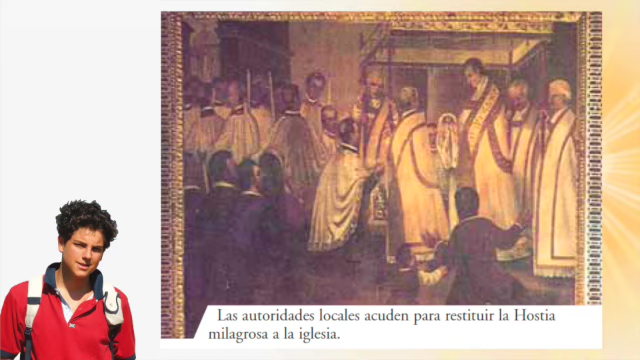 Las autoridades locales acuden para restituir la Hostia
milagrosa a la iglesia.